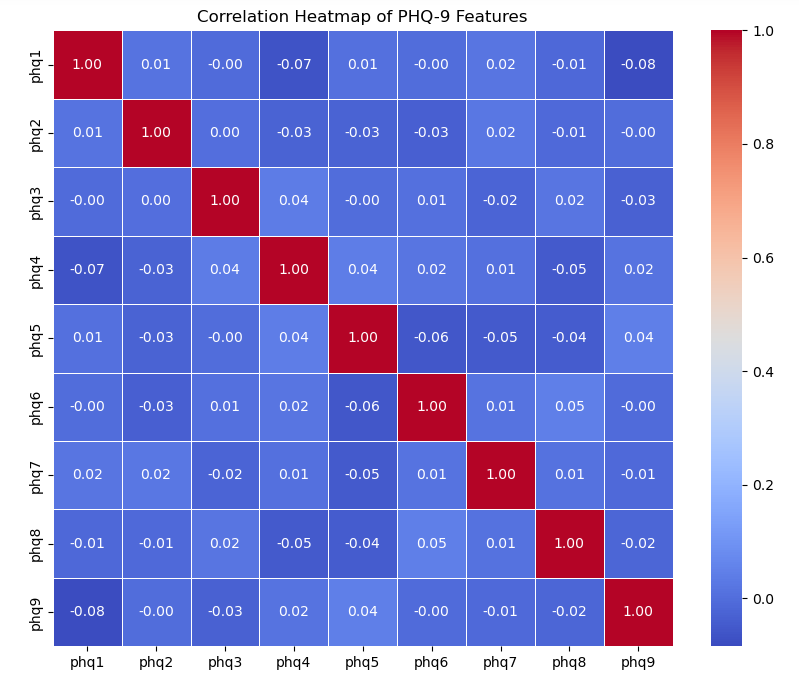 Correlation Heatmap of PHQ-9 Features
phq1 1.00 0.01 -0.00 -0.07 0.01 -0.00 0.02 -0.01 -0.08
phq2 0.01 1.00 0.00 -0.03 -0.03 -0.03 0.02 -0.01 -0.00
phq3 -0.00 0.00 1.00 0.04 -0.00 0.01 -0.02 0.02 -0.03
phq4 -0.07 -0.03 0.04 1.00 0.04 0.02 0.01 -0.05 0.02
phq5 0.01 -0.03 -0.00 0.04 1.00 -0.06 -0.05 -0.04 0.04
phq6 -0.00 -0.03 0.01 0.02 -0.06 1.00 0.01 0.05 -0.00
phq7 0.02 0.02 -0.02 0.01 -0.05 0.01 1.00 0.01 -0.01
phq8 -0.01 -0.01 0.02 -0.05 -0.04 0.05 0.01 1.00 -0.02
phq9 -0.08 -0.00 -0.03 0.02 0.04 -0.00 -0.01 -0.02 1.00
phq1 phq2 phq3 phq4 phq5 phq6 phq7 phq8 phq9
1.0
0.8
0.6
0.4
0.2
0.0